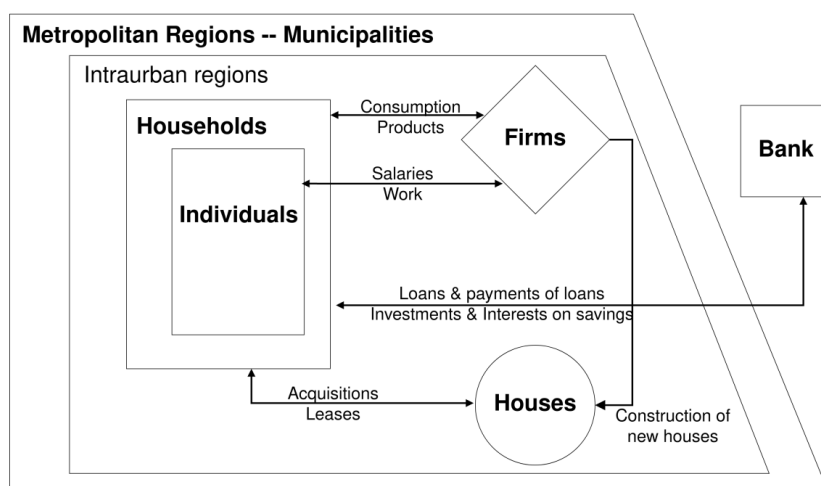 Metropolitan Regions -- Municipalities
Intraurban regions
Households
Individuals
Consumption
Products
Salaries
Work
Firms
Bank
Loans & payments of loans
Investments & Interests on savings
Acquisitions
Leases
Houses
Construction of
new houses